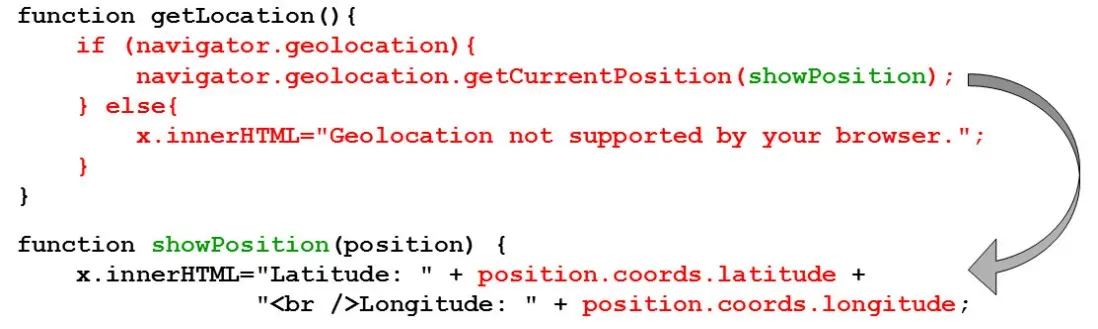 function getLocation(){
    if (navigator.geolocation){
        navigator.geolocation.getCurrentPosition(showPosition);
    } else{
        x.innerHTML="Geolocation not supported by your browser.";
    }
}
function showPosition(position) {
    x.innerHTML="Latitude: " + position.coords.latitude +
                "<br />Longitude: " + position.coords.longitude;